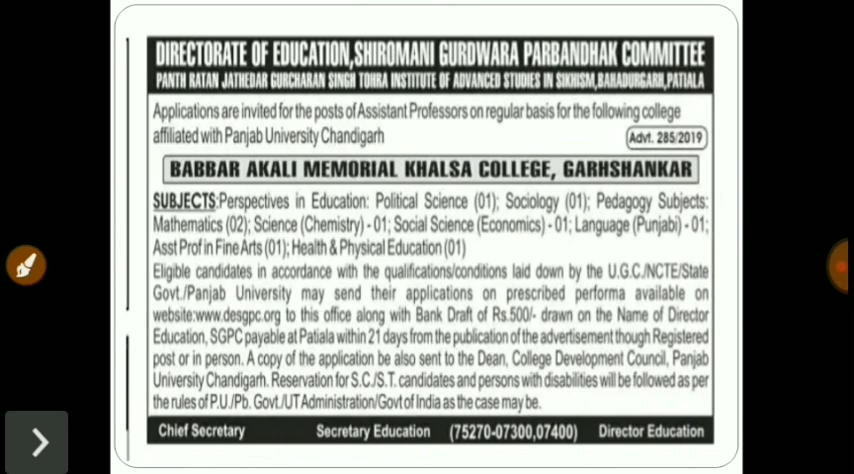 DIRECTORATE OF EDUCATION,SHIROMANI GURDWARA PARBANDHAK COMMITTEE
PANTH RATAN JATHEDAR GURCHARAN SINGH TOHRA INSTITUTE OF ADVANCED STUDIES IN SIKHISM,BAHADURGARH,PATIALA
Applications are invited for the posts of Assistant Professors on regular basis for the following college
affiliated with Panjab University Chandigarh
Advt. 285/2019
BABBAR AKALI MEMORIAL KHALSA COLLEGE, GARHSHANKAR
SUBJECTS:Perspectives in Education: Political Science (01); Sociology (01); Pedagogy Subjects:
Mathematics (02); Science (Chemistry) - 01; Social Science (Economics) - 01; Language (Punjabi) - 01;
Asst Prof in Fine Arts (01); Health & Physical Education (01)
Eligible candidates in accordance with the qualifications/conditions laid down by the U.G.C./NCTE/State
Govt./Panjab University may send their applications on prescribed performa available on
website:www.desgpc.org to this office along with Bank Draft of Rs.500/- drawn on the Name of Director
Education, SGPC payable at Patiala within 21 days from the publication of the advertisement though Registered
post or in person. A copy of the application be also sent to the Dean, College Development Council, Panjab
University Chandigarh. Reservation for S.C./S.T. candidates and persons with disabilities will be followed as per
the rules of P.U./Pb. Govt./UT Administration/Govt of India as the case may be.
Chief Secretary Secretary Education (75270-07300,07400) Director Education